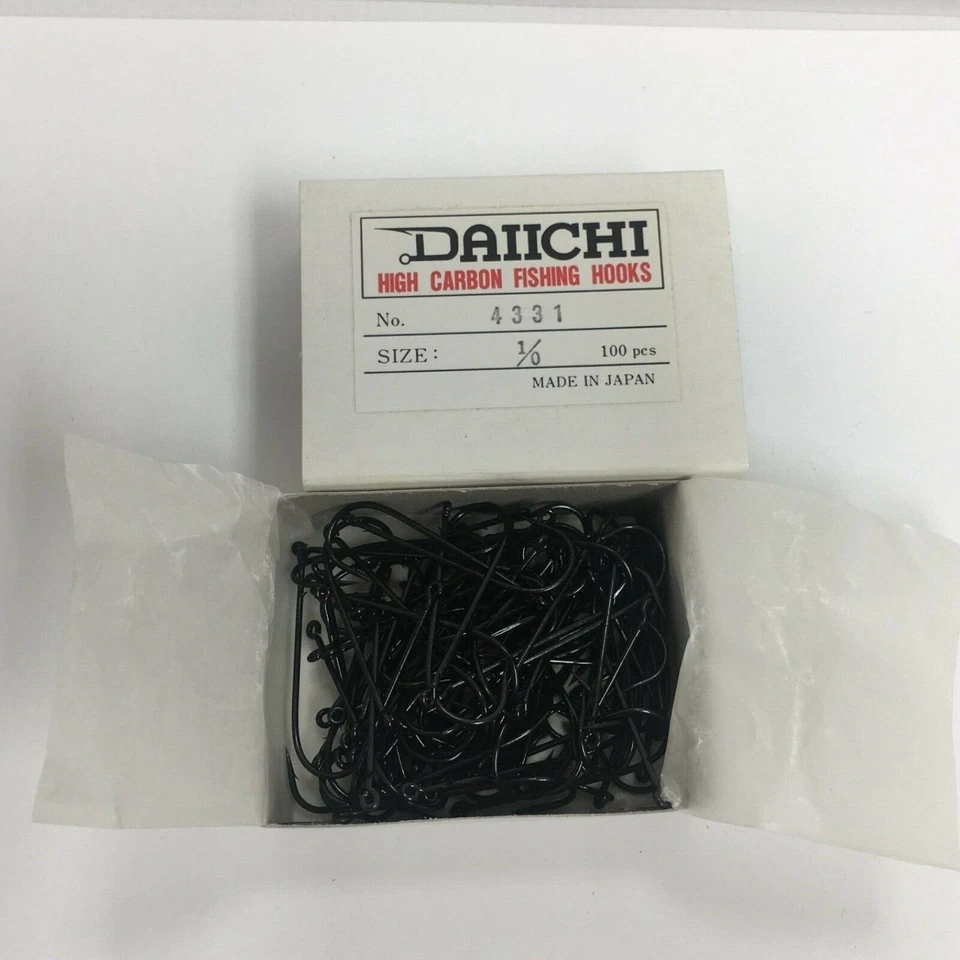 DAIICHI
HIGH CARBON FISHING HOOKS
No. 4331
SIZE: 1/0 100 pcs
MADE IN JAPAN